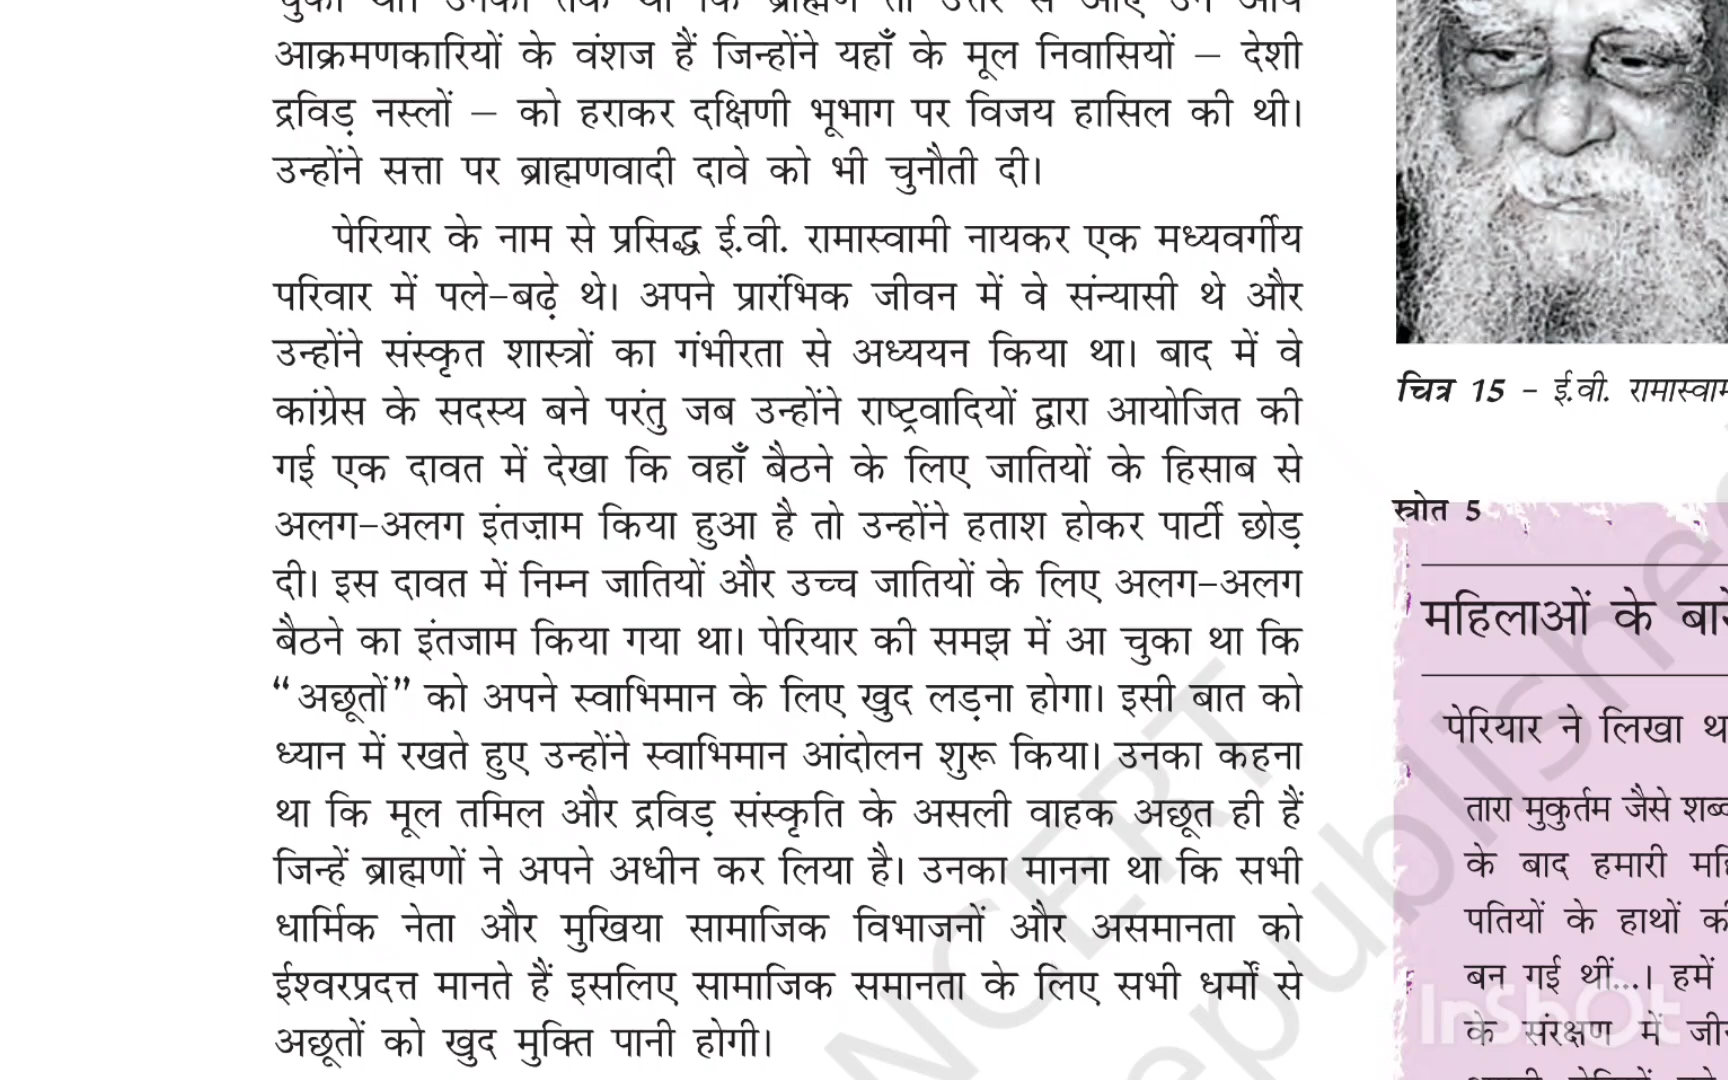 आक्रमणकारियों के वंशज हैं जिन्होंने यहाँ के मूल निवासियों – देशी
द्रविड़ नस्लों – को हराकर दक्षिणी भूभाग पर विजय हासिल की थी।
उन्होंने सत्ता पर ब्राह्मणवादी दावे को भी चुनौती दी।
पेरियार के नाम से प्रसिद्ध ई.वी. रामास्वामी नायकर एक मध्यवर्गीय
परिवार में पले-बढ़े थे। अपने प्रारंभिक जीवन में वे संन्यासी थे और
उन्होंने संस्कृत शास्त्रों का गंभीरता से अध्ययन किया था। बाद में वे
कांग्रेस के सदस्य बने परंतु जब उन्होंने राष्ट्रवादियों द्वारा आयोजित की
गई एक दावत में देखा कि वहाँ बैठने के लिए जातियों के हिसाब से
अलग-अलग इंतज़ाम किया हुआ है तो उन्होंने हताश होकर पार्टी छोड़
दी। इस दावत में निम्न जातियों और उच्च जातियों के लिए अलग-अलग
बैठने का इंतजाम किया गया था। पेरियार की समझ में आ चुका था कि
“अछूतों” को अपने स्वाभिमान के लिए खुद लड़ना होगा। इसी बात को
ध्यान में रखते हुए उन्होंने स्वाभिमान आंदोलन शुरू किया। उनका कहना
था कि मूल तमिल और द्रविड़ संस्कृति के असली वाहक अछूत ही हैं
जिन्हें ब्राह्मणों ने अपने अधीन कर लिया है। उनका मानना था कि सभी
धार्मिक नेता और मुखिया सामाजिक विभाजनों और असमानता को
ईश्वरप्रदत्त मानते हैं इसलिए सामाजिक समानता के लिए सभी धर्मों से
अछूतों को खुद मुक्ति पानी होगी।
चित्र 15 – ई.वी.
स्रोत 5
महिलाओं के
पेरियार ने लिखा
तारा मुकुर्तम जैसे
के बाद हमारी
पतियों के हाथों
बन गई थीं...। हमें
के संरक्षण में
NCERT
InShOt